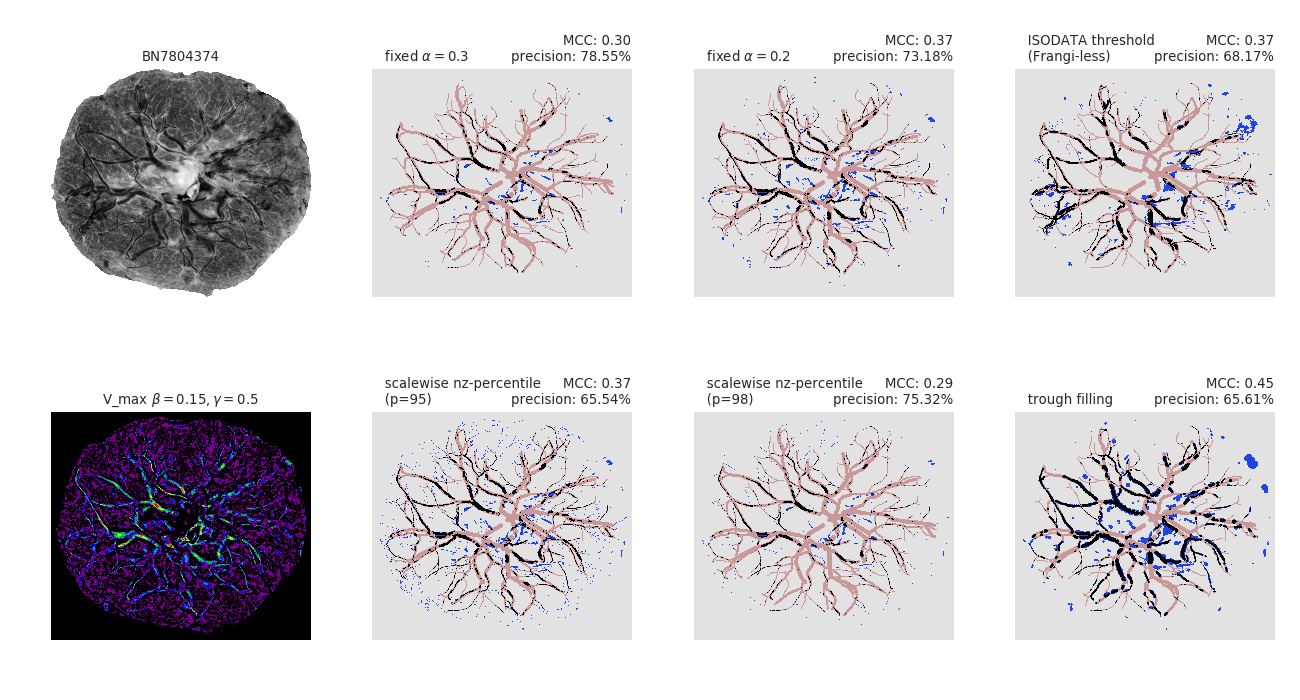 BN7804374
MCC: 0.30
fixed α = 0.3 precision: 78.55%
MCC: 0.37
fixed α = 0.2 precision: 73.18%
ISODATA threshold MCC: 0.37
(Frangi-less) precision: 68.17%
V_max β = 0.15, γ = 0.5
scalewise nz-percentile MCC: 0.37
(p=95) precision: 65.54%
scalewise nz-percentile MCC: 0.29
(p=98) precision: 75.32%
MCC: 0.45
trough filling precision: 65.61%